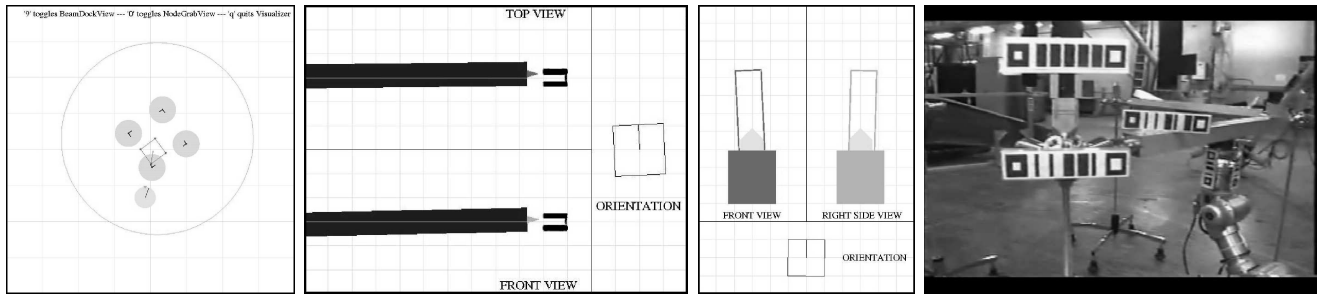 '9' toggles BeamDockView --- '0' toggles NodeGrabView --- 'q' quits Visualizer
TOP VIEW
ORIENTATION
FRONT VIEW
FRONT VIEW
RIGHT SIDE VIEW
ORIENTATION